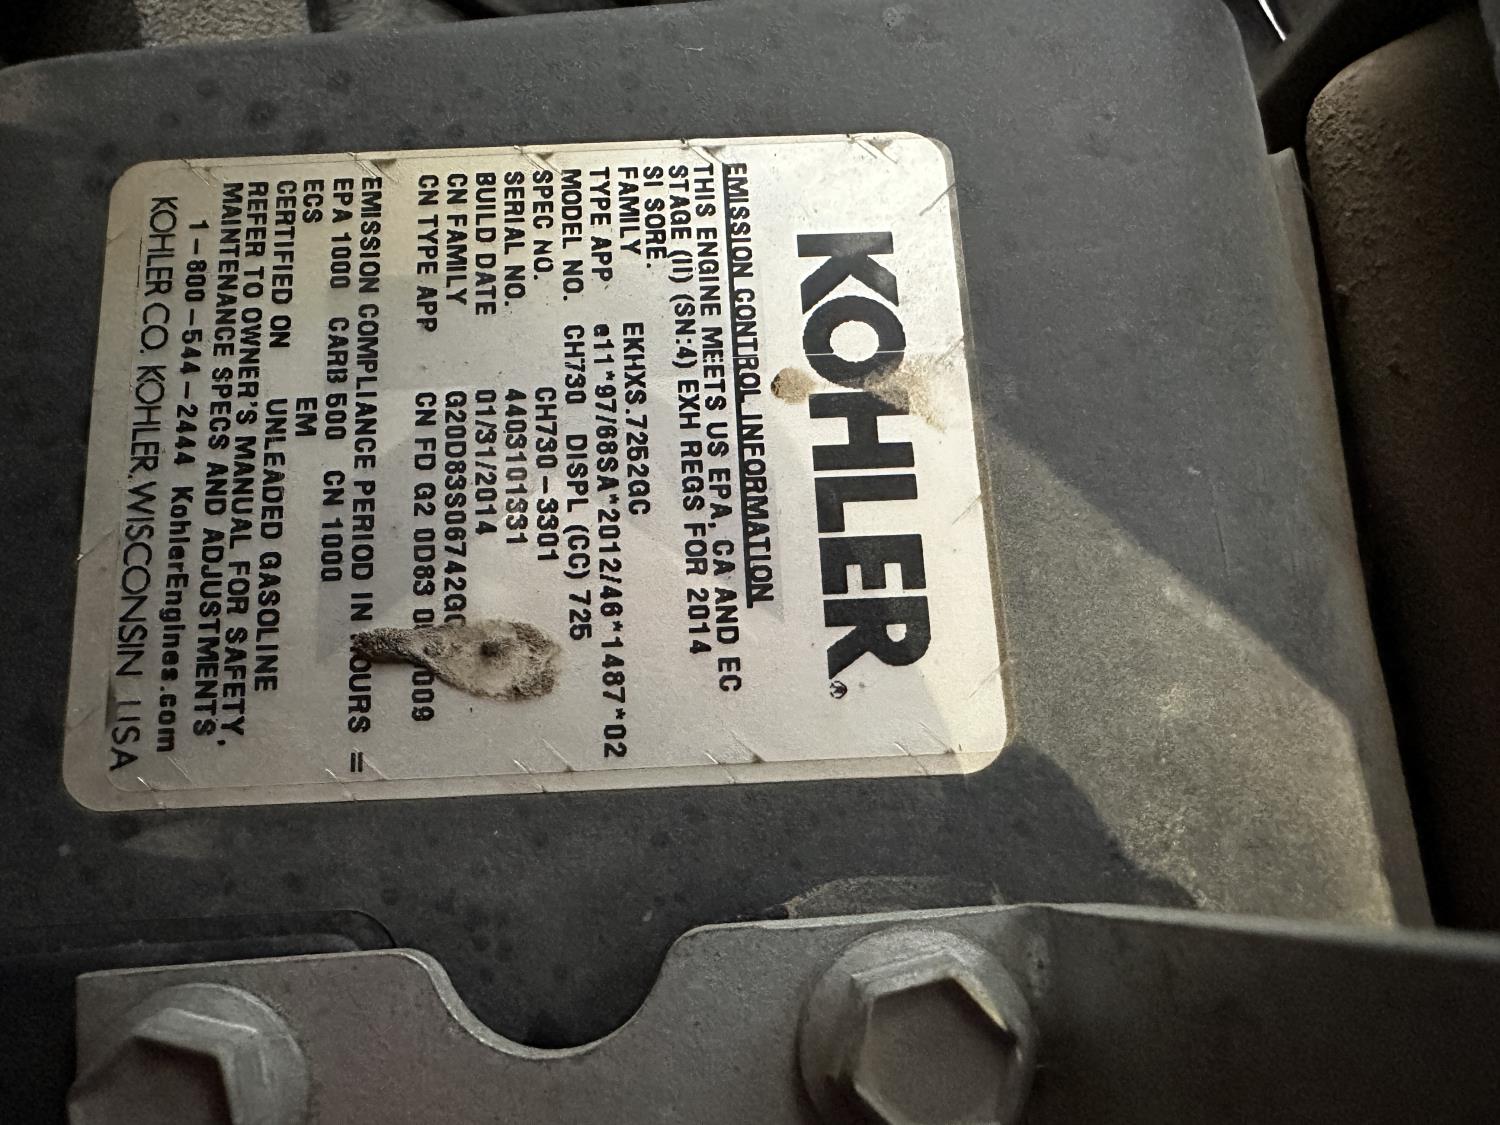 KOHLER®
EMISSION CONTROL INFORMATION
THIS ENGINE MEETS US EPA, CA AND EC
STAGE (II) (SN:4) EXH REGS FOR 2014
SI SORE.
FAMILY EKHXS.7252GC
TYPE APP e11*97/68SA*2012/46*1487*02
MODEL NO. CH730 DISPL (CC) 725
SPEC NO. CH730-3301
SERIAL NO. 4403101331
BUILD DATE 01/31/2014
CN FAMILY
CN TYPE APP CN FD G2 0D83
EMISSION COMPLIANCE PERIOD IN HOURS =
EPA 1000 CARB 500 CN 1000
ECS EM
CERTIFIED ON UNLEADED GASOLINE
REFER TO OWNER'S MANUAL FOR SAFETY,
MAINTENANCE SPECS AND ADJUSTMENTS.
1-800-544-2444 KohlerEngines.com
KOHLER CO. KOHLER, WISCONSIN USA